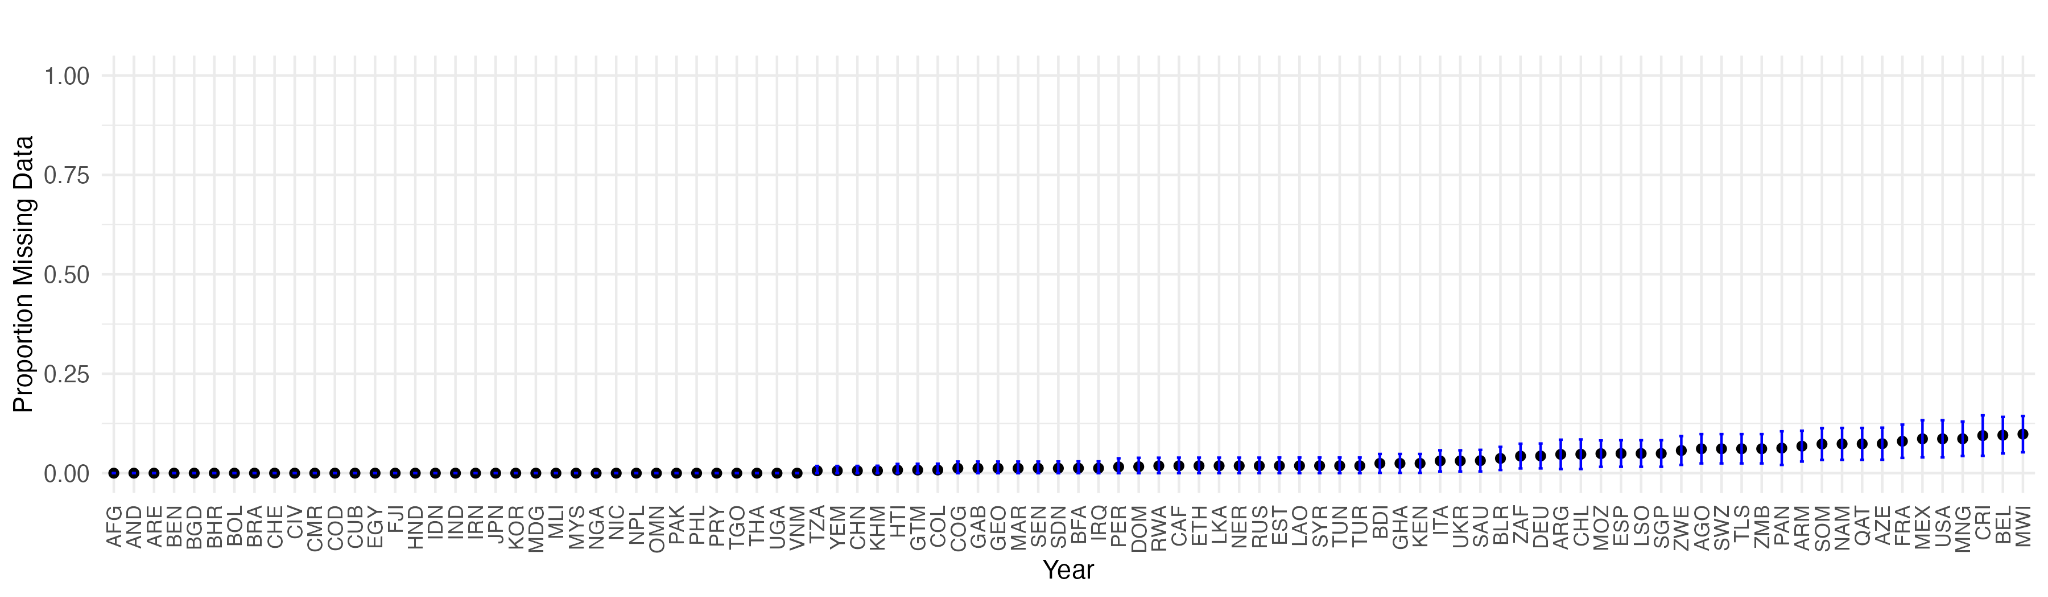 1.00
0.75
0.50
0.25
0.00
Proportion Missing Data
AFG AND ARE BEN BGD BHR BOL BRA CHE CIV CMR COD CUB EGY FJI HND IDN IND IRN JPN KOR MDG MLI MYS NGA NIC NPL OMN PAK PHL PRY TGO THA UGA VNM TZA YEM CHN KHM HTI GTM COL COG GAB GEO MAR SEN SDN BFA IRQ PER DOM RWA CAF ETH LKA NER RUS EST LAO SYR TUN TUR BDI GHA KEN ITA UKR SAU BLR ZAF DEU ARG CHL MOZ ESP LSO SGP ZWE AGO SWZ TLS ZMB PAN ARM SOM NAM QAT AZE FRA MEX USA MNG CRI BEL MWI
Year